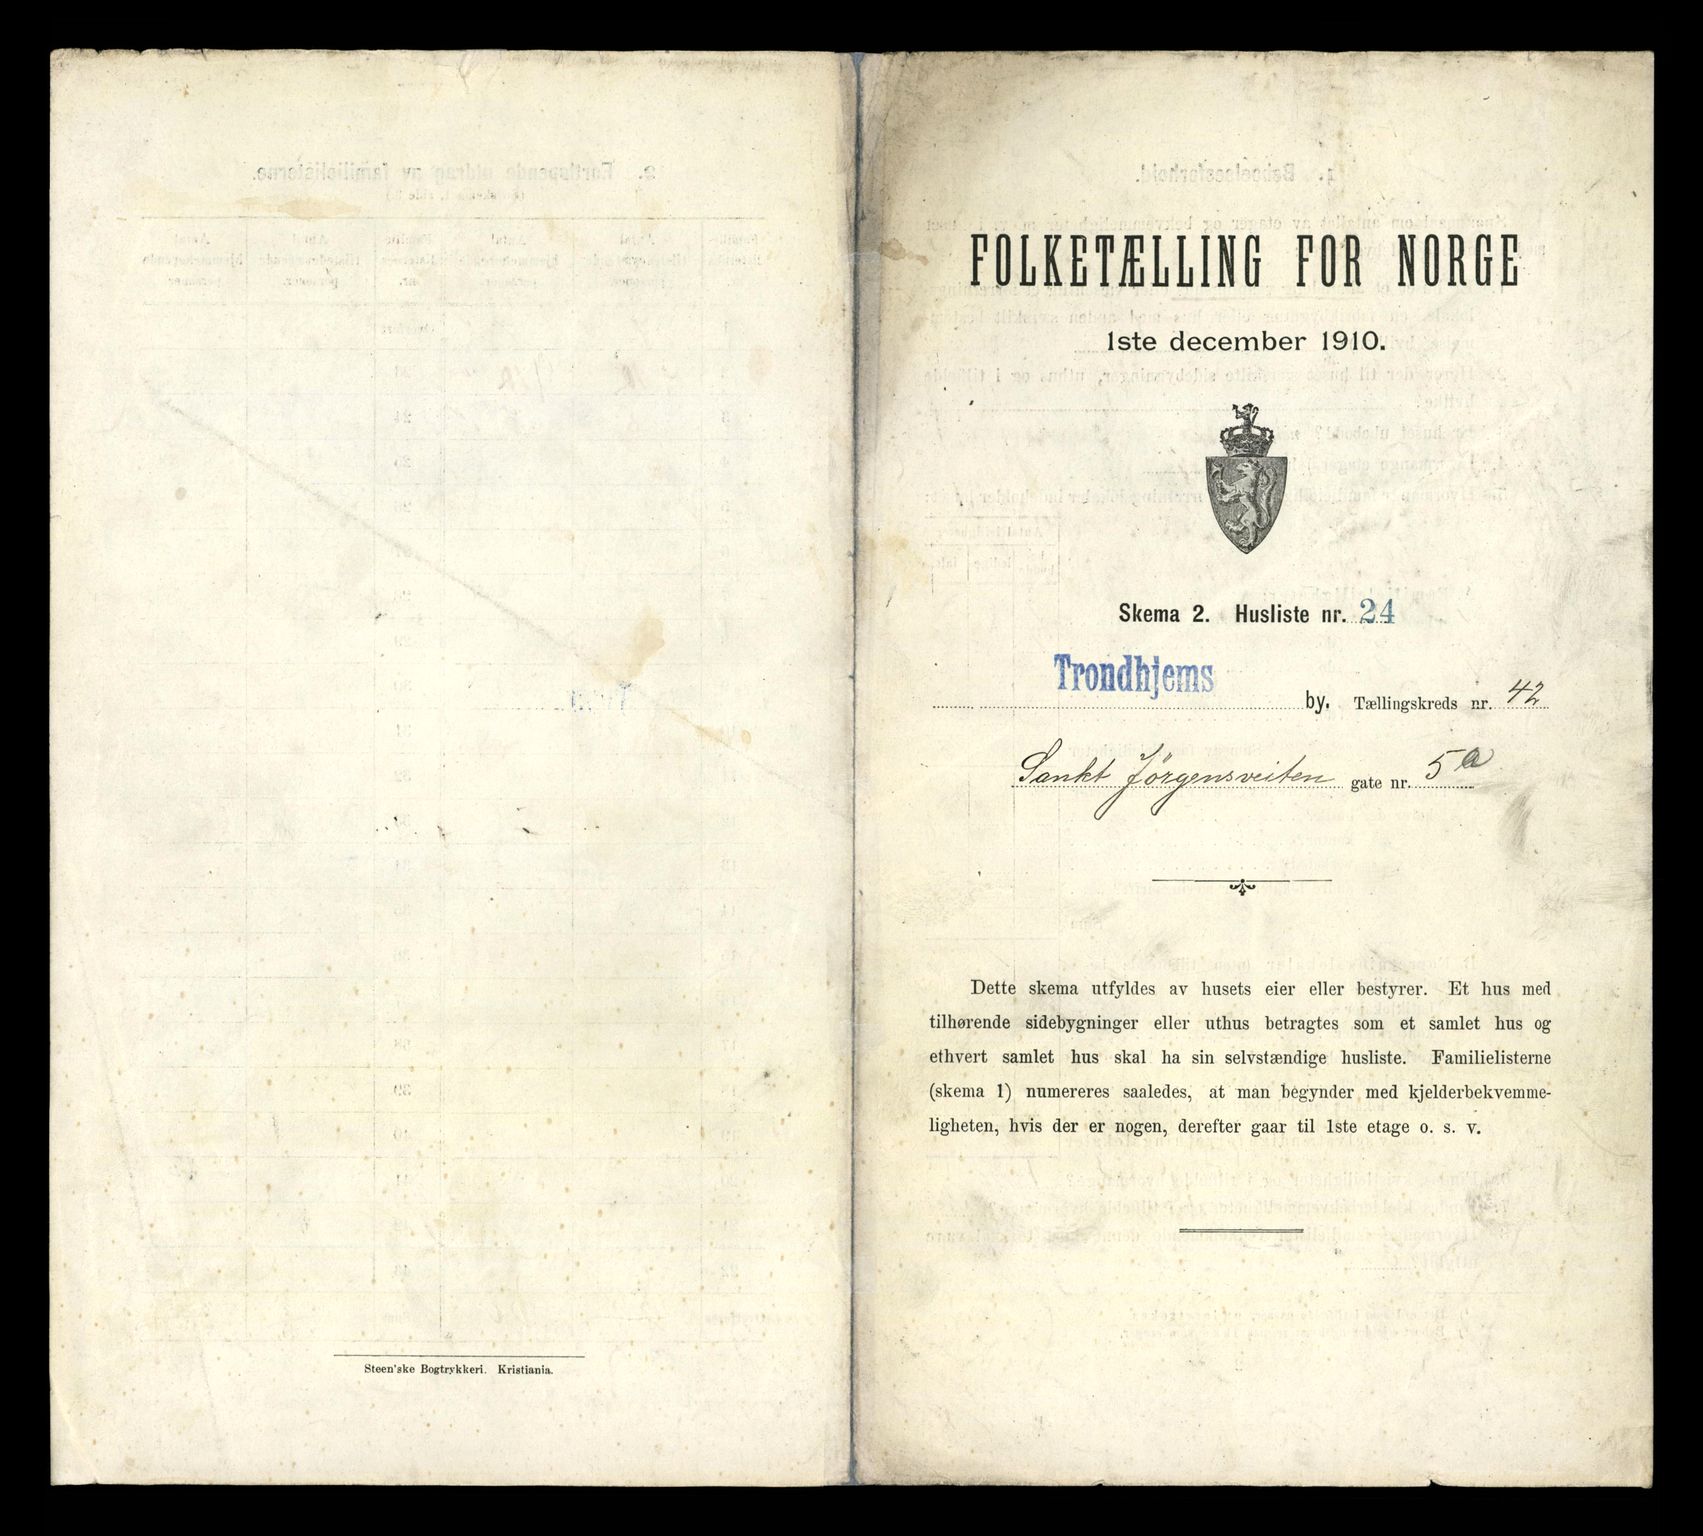 Steen'ske Bogtrykkeri. Kristiania.
FOLKETÆLLING FOR NORGE
1ste december 1910.
Skema 2. Husliste nr. 24
Trondhjems by. Tællingskreds nr. 42
Sankt Jørgensveiten gate nr. 5a
Dette skema utfyldes av husets eier eller bestyrer. Et hus med
tilhørende sidebygninger eller uthus betragtes som et samlet hus og
ethvert samlet hus skal ha sin selvstændige husliste. Familielisterne
(skema 1) numereres saaledes, at man begynder med kjelderbekvemme-
ligheten, hvis der er nogen, derefter gaar til 1ste etage o. s. v.